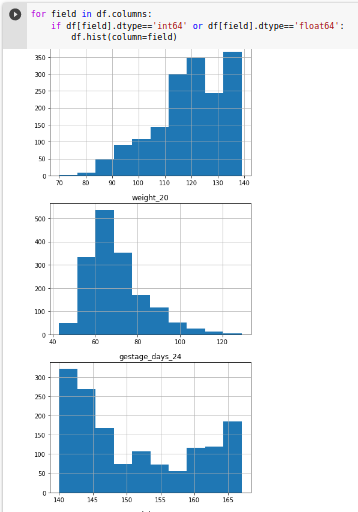 for field in df.columns:
if df[field].dtype=='int64' or df[field].dtype=='float64':
df.hist(column=field)
350
300
250
200
150
100
50
0
70 80 90 100 110 120 130 140
weight_20
500
400
300
200
100
0
40 60 80 100 120
gestage_days_24
300
250
200
150
100
50
0
140 145 150 155 160 165